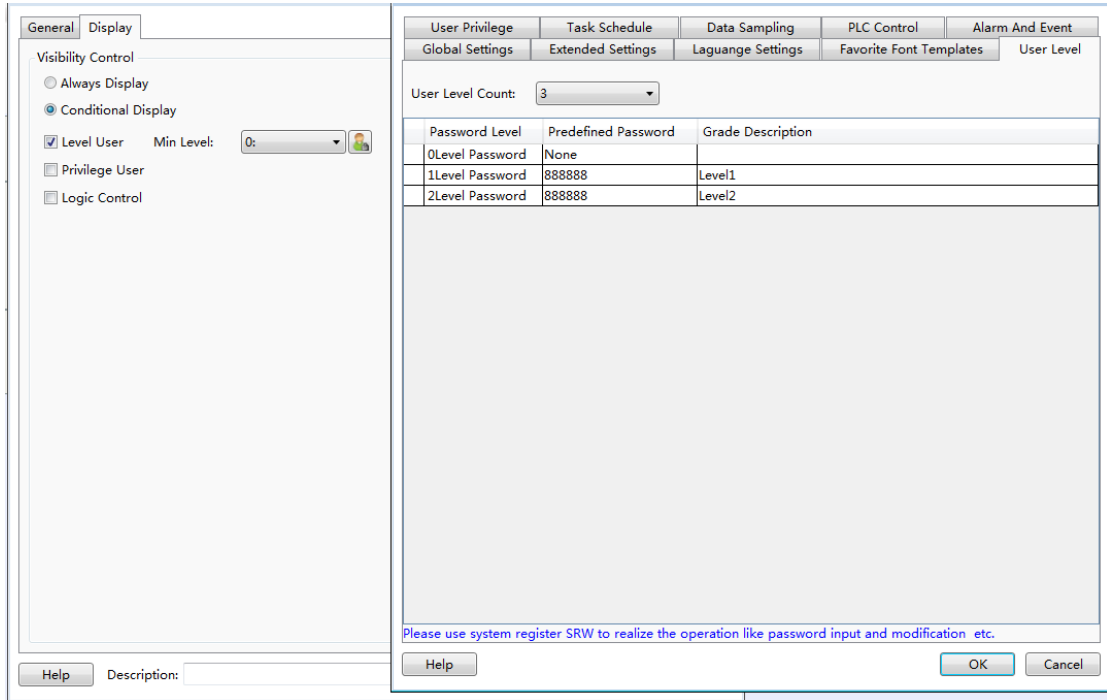 General Display
Visibility Control
Always Display
Conditional Display
Level User Min Level: 0:
Privilege User
Logic Control
Help Description:
User Privilege Task Schedule Data Sampling PLC Control Alarm And Event
Global Settings Extended Settings Laguange Settings Favorite Font Templates User Level
User Level Count: 3
Password Level Predefined Password Grade Description
0Level Password None
1Level Password 888888 Level1
2Level Password 888888 Level2
Please use system register SRW to realize the operation like password input and modification etc.
Help OK Cancel